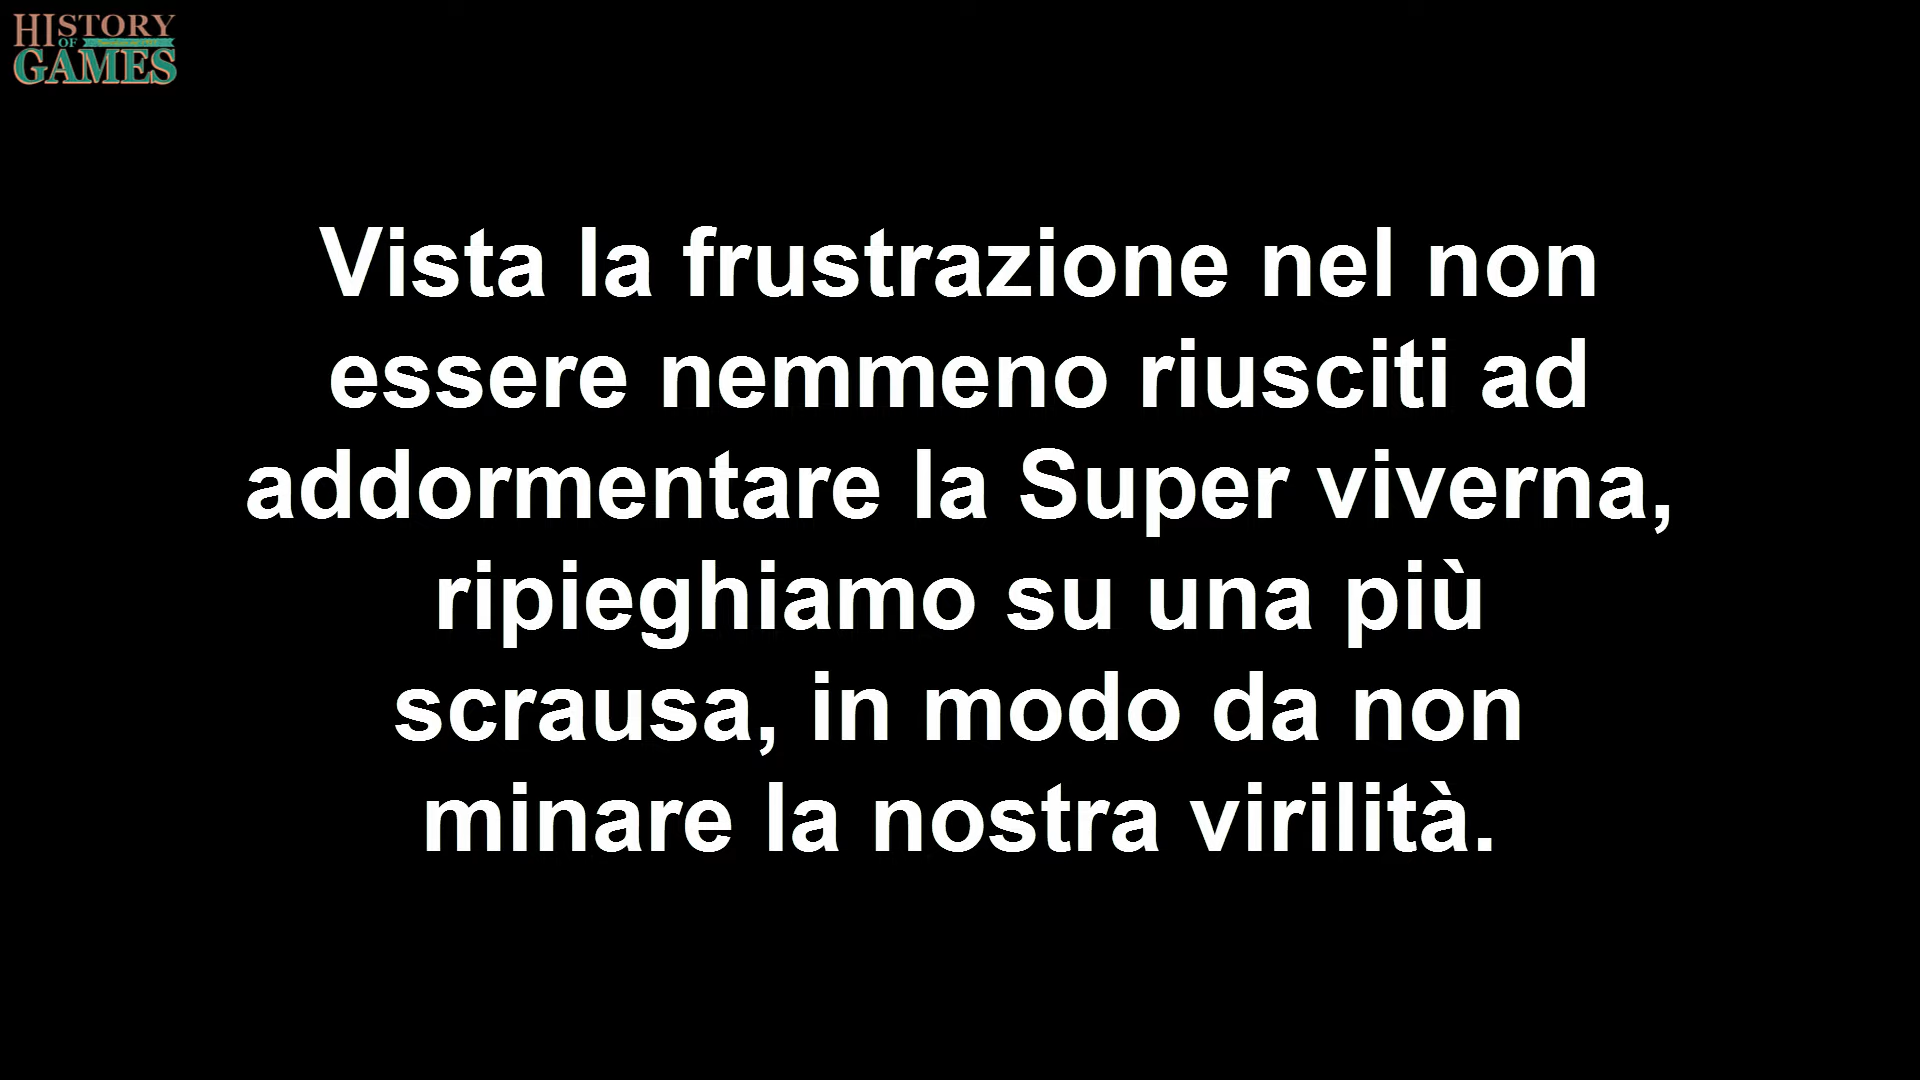 HISTORY
OF
GAMES
Vista la frustrazione nel non
essere nemmeno riusciti ad
addormentare la Super viverna,
ripieghiamo su una più
scrausa, in modo da non
minare la nostra virilità.